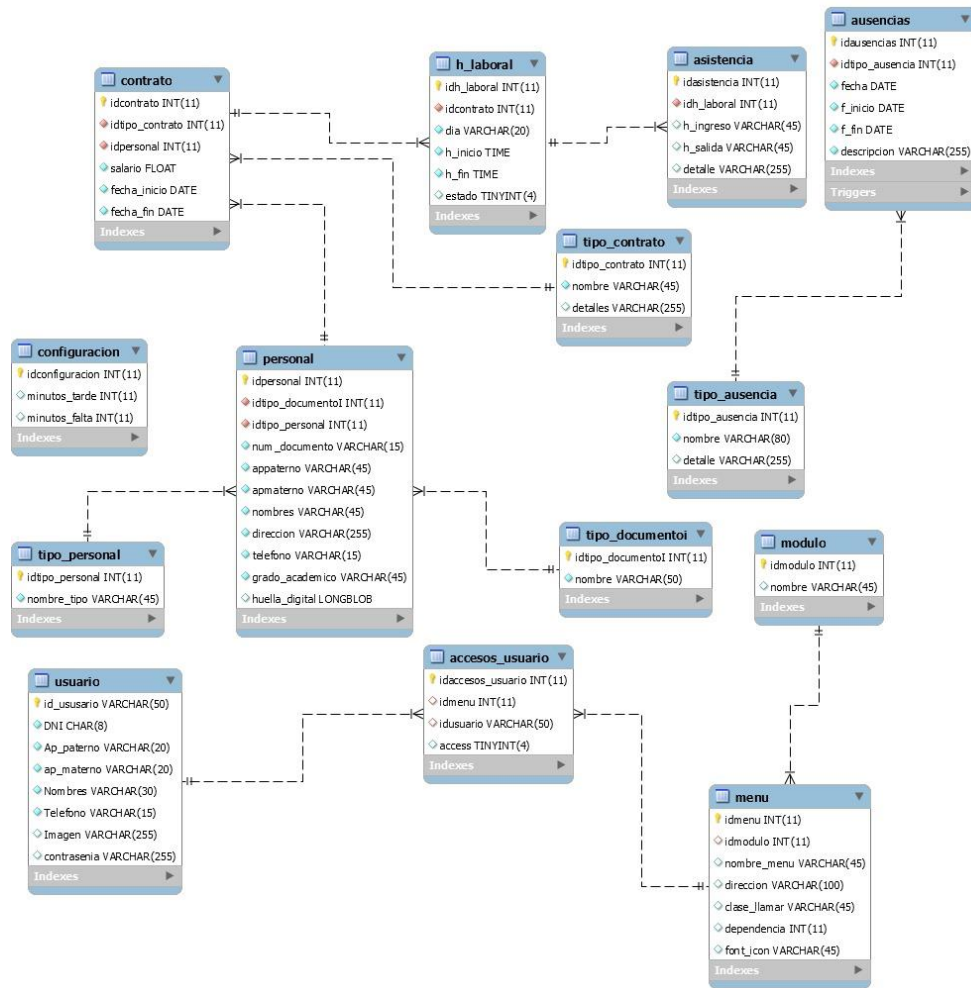 contrato
idcontrato INT(11)
idtipo_contrato INT(11)
idpersonal INT(11)
salario FLOAT
fecha_inicio DATE
fecha_fin DATE
Indexes
h_laboral
idh_laboral INT(11)
idcontrato INT(11)
dia VARCHAR(20)
h_inicio TIME
h_fin TIME
estado TINYINT(4)
Indexes
asistencia
idasistencia INT(11)
idh_laboral INT(11)
h_ingreso VARCHAR(45)
h_salida VARCHAR(45)
detalle VARCHAR(255)
Indexes
ausencias
idausencias INT(11)
idtipo_ausencia INT(11)
fecha DATE
f_inicio DATE
f_fin DATE
descripcion VARCHAR(255)
Indexes
Triggers
tipo_contrato
idtipo_contrato INT(11)
nombre VARCHAR(45)
detalles VARCHAR(255)
Indexes
configuracion
idconfiguracion INT(11)
minutos_tarde INT(11)
minutos_falta INT(11)
Indexes
personal
idpersonal INT(11)
idtipo_documentoI INT(11)
idtipo_personal INT(11)
num_documento VARCHAR(15)
appaterno VARCHAR(45)
apmaterno VARCHAR(45)
nombres VARCHAR(45)
direccion VARCHAR(255)
telefono VARCHAR(15)
grado_academico VARCHAR(45)
huella_digital LONGBLOB
Indexes
tipo_ausencia
idtipo_ausencia INT(11)
nombre VARCHAR(80)
detalle VARCHAR(255)
Indexes
tipo_personal
idtipo_personal INT(11)
nombre_tipo VARCHAR(45)
Indexes
tipo_documentoi
idtipo_documentoI INT(11)
nombre VARCHAR(50)
Indexes
modulo
idmodulo INT(11)
nombre VARCHAR(45)
Indexes
usuario
id_ususario VARCHAR(50)
DNI CHAR(8)
Ap_paterno VARCHAR(20)
ap_materno VARCHAR(20)
Nombres VARCHAR(30)
Telefono VARCHAR(15)
Imagen VARCHAR(255)
contrasenia VARCHAR(255)
Indexes
accesos_usuario
idaccesos_usuario INT(11)
idmenu INT(11)
idusuario VARCHAR(50)
access TINYINT(4)
Indexes
menu
idmenu INT(11)
idmodulo INT(11)
nombre_menu VARCHAR(45)
direccion VARCHAR(100)
clase_llamar VARCHAR(45)
dependencia INT(11)
font_icon VARCHAR(45)
Indexes